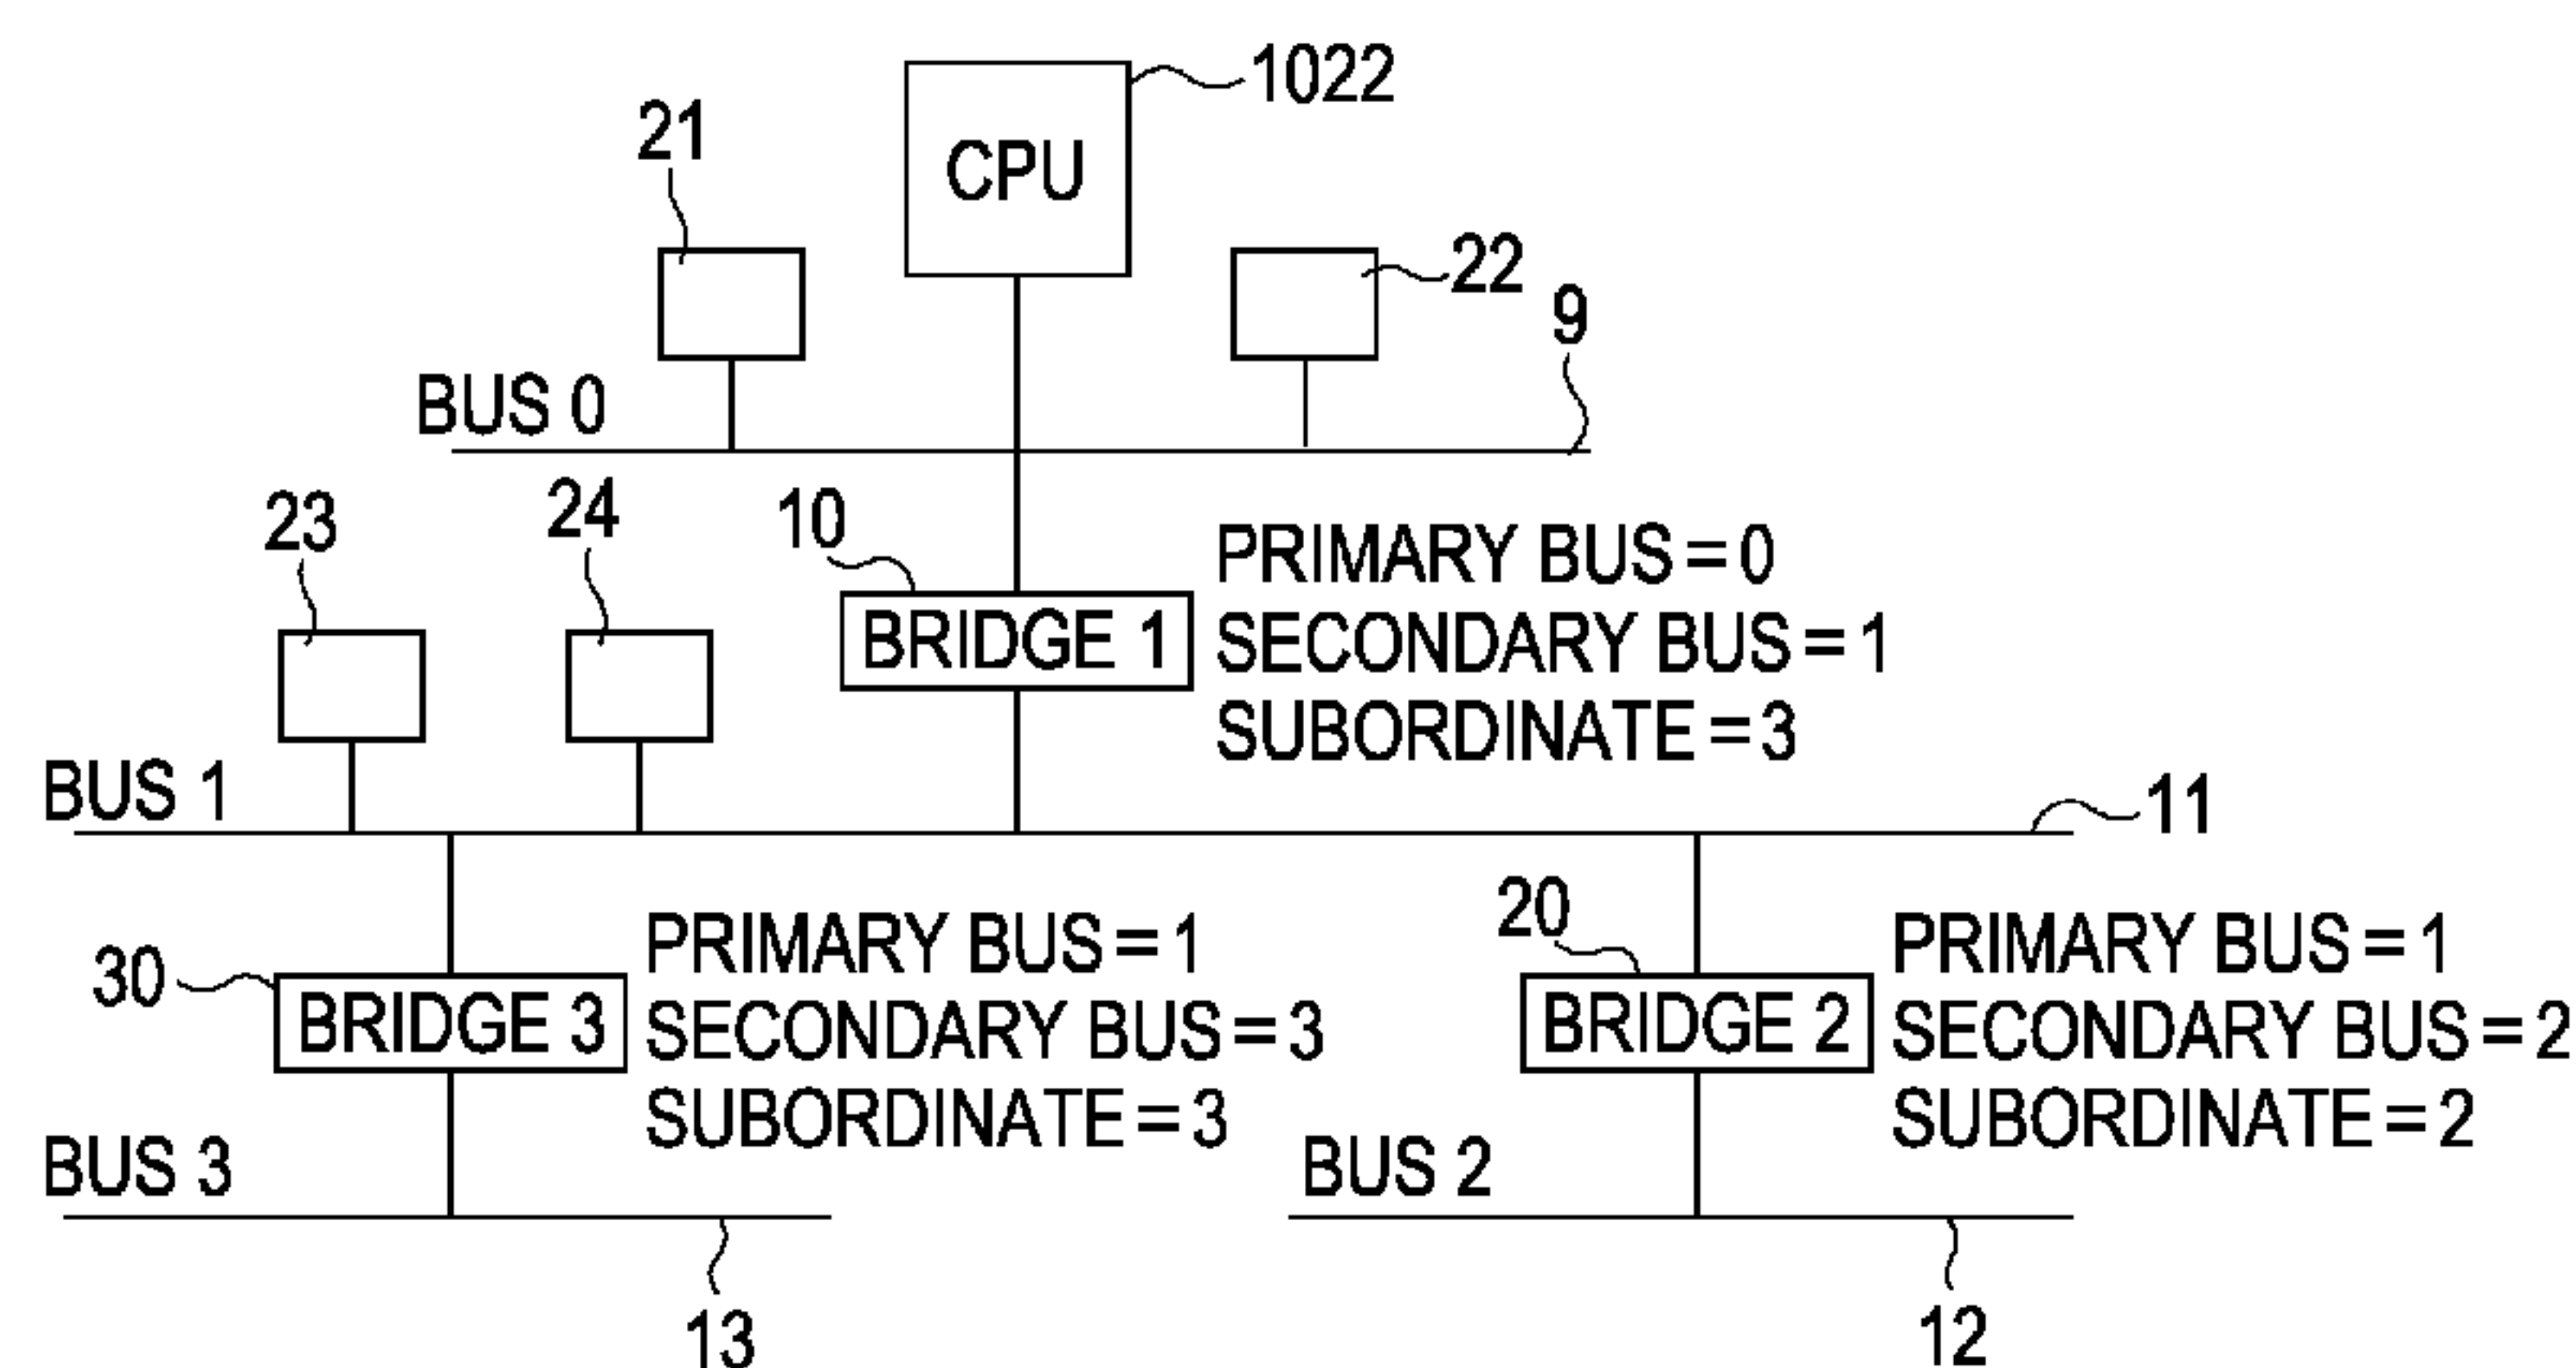 1022
CPU
21
22
9
BUS 0
23
24
10
BRIDGE 1
PRIMARY BUS = 0
SECONDARY BUS = 1
SUBORDINATE = 3
BUS 1
11
30
BRIDGE 3
PRIMARY BUS = 1
SECONDARY BUS = 3
SUBORDINATE = 3
20
BRIDGE 2
PRIMARY BUS = 1
SECONDARY BUS = 2
SUBORDINATE = 2
BUS 3
BUS 2
13
12